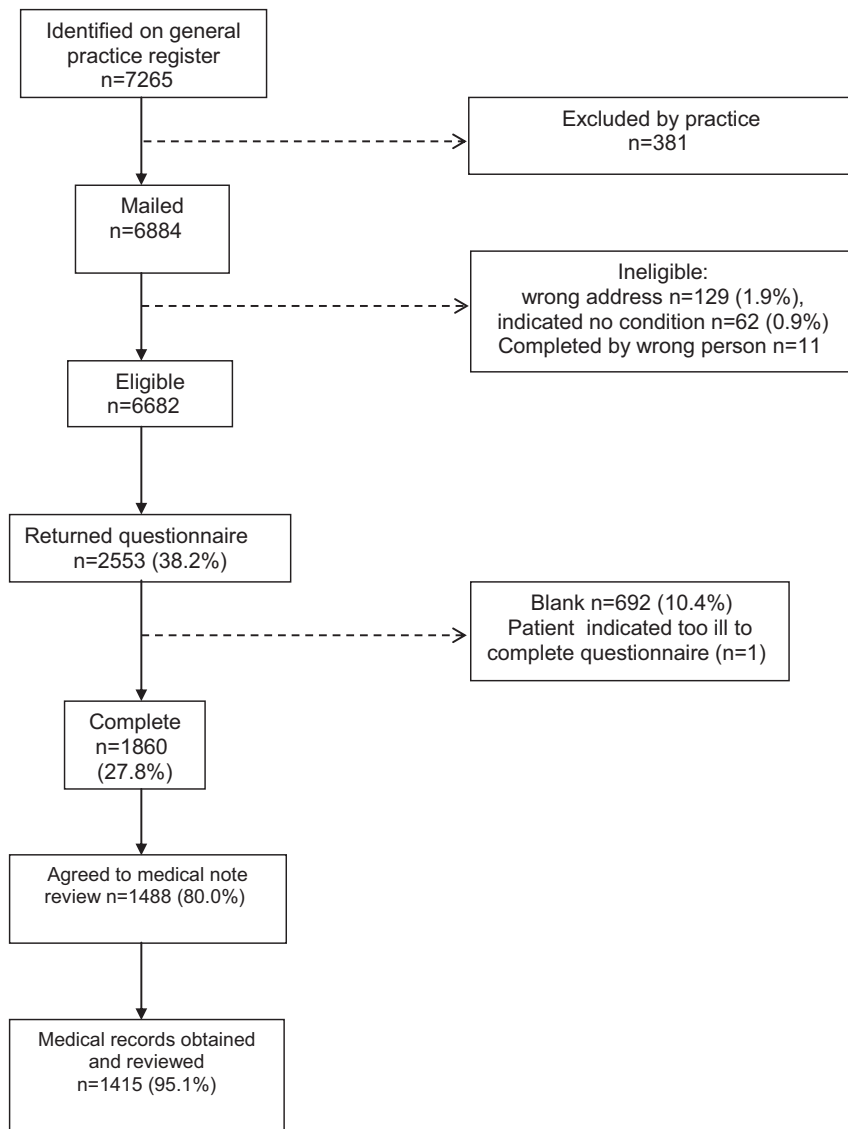 Identified on general
practice register
n=7265
Excluded by practice
n=381
Mailed
n=6884
Ineligible:
wrong address n=129 (1.9%),
indicated no condition n=62 (0.9%)
Completed by wrong person n=11
Eligible
n=6682
Returned questionnaire
n=2553 (38.2%)
Blank n=692 (10.4%)
Patient indicated too ill to
complete questionnaire (n=1)
Complete
n=1860
(27.8%)
Agreed to medical note
review n=1488 (80.0%)
Medical records obtained
and reviewed
n=1415 (95.1%)